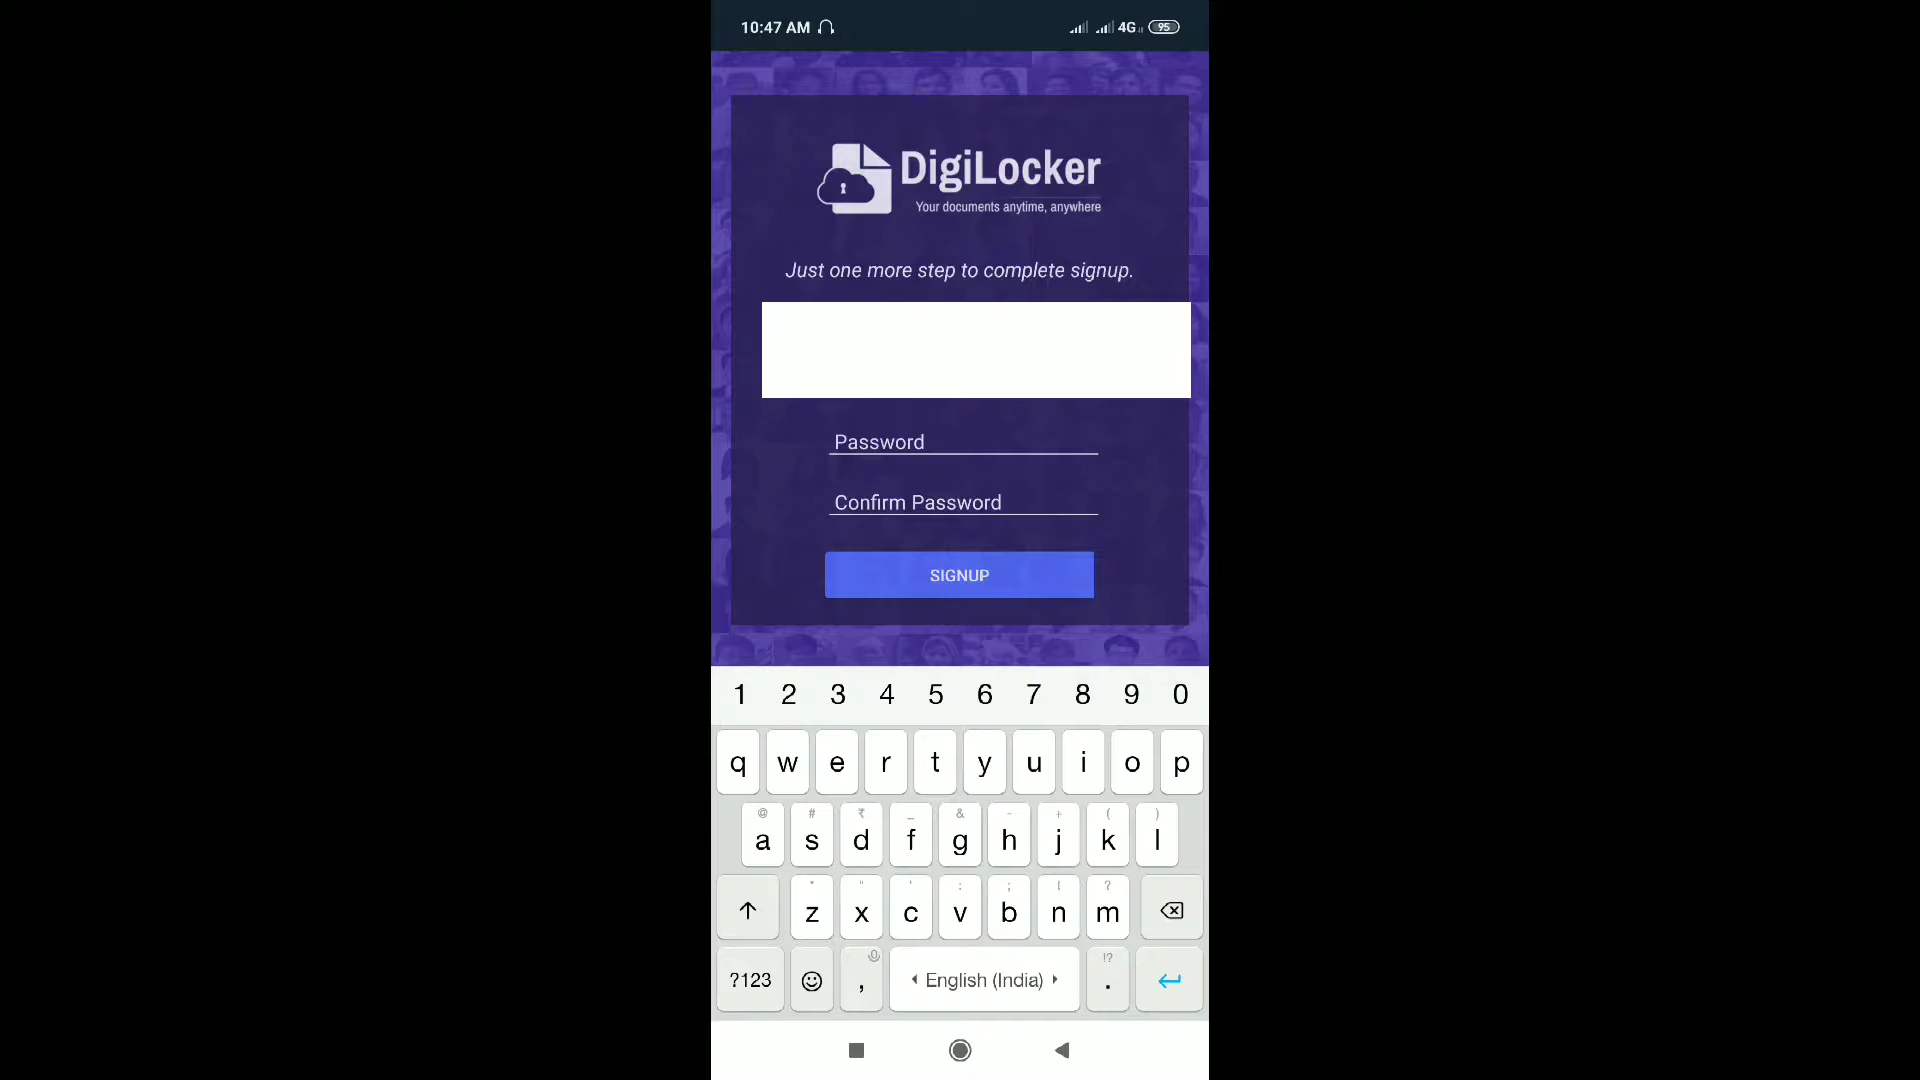 10:47 AM 4G 95
DigiLocker
Your documents anytime, anywhere
Just one more step to complete signup.
Password
Confirm Password
SIGNUP
1 2 3 4 5 6 7 8 9 0
q w e r t y u i o p
@ # ₹ _ & - + ( )
a s d f g h j k l
* " ' : ; ! ?
z x c v b n m
!?
?123 , English (India) .